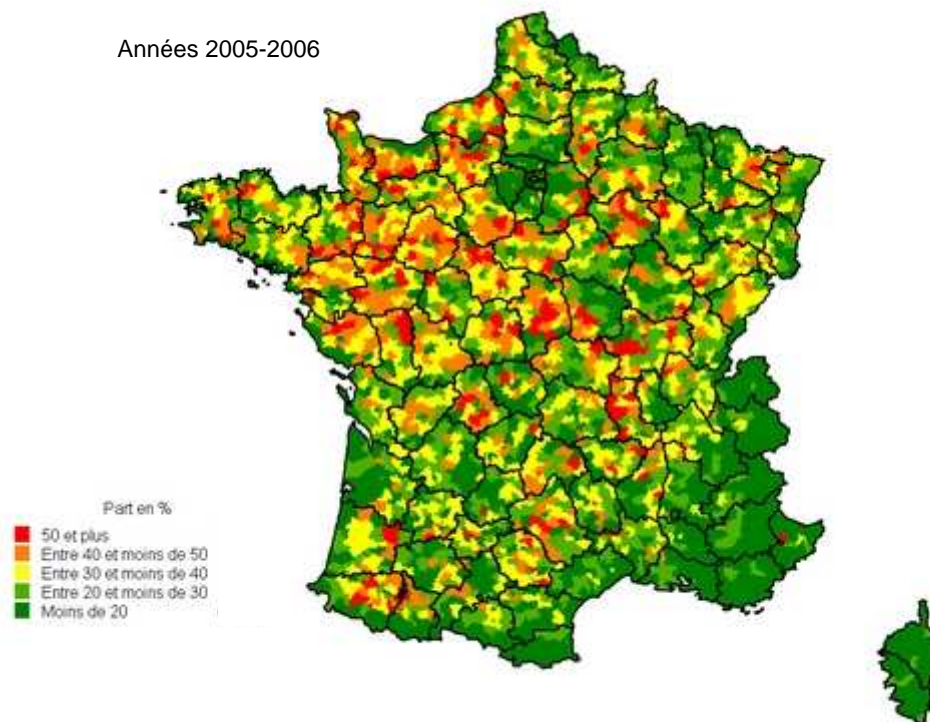 Années 2005-2006
Part en %
50 et plus
Entre 40 et moins de 50
Entre 30 et moins de 40
Entre 20 et moins de 30
Moins de 20